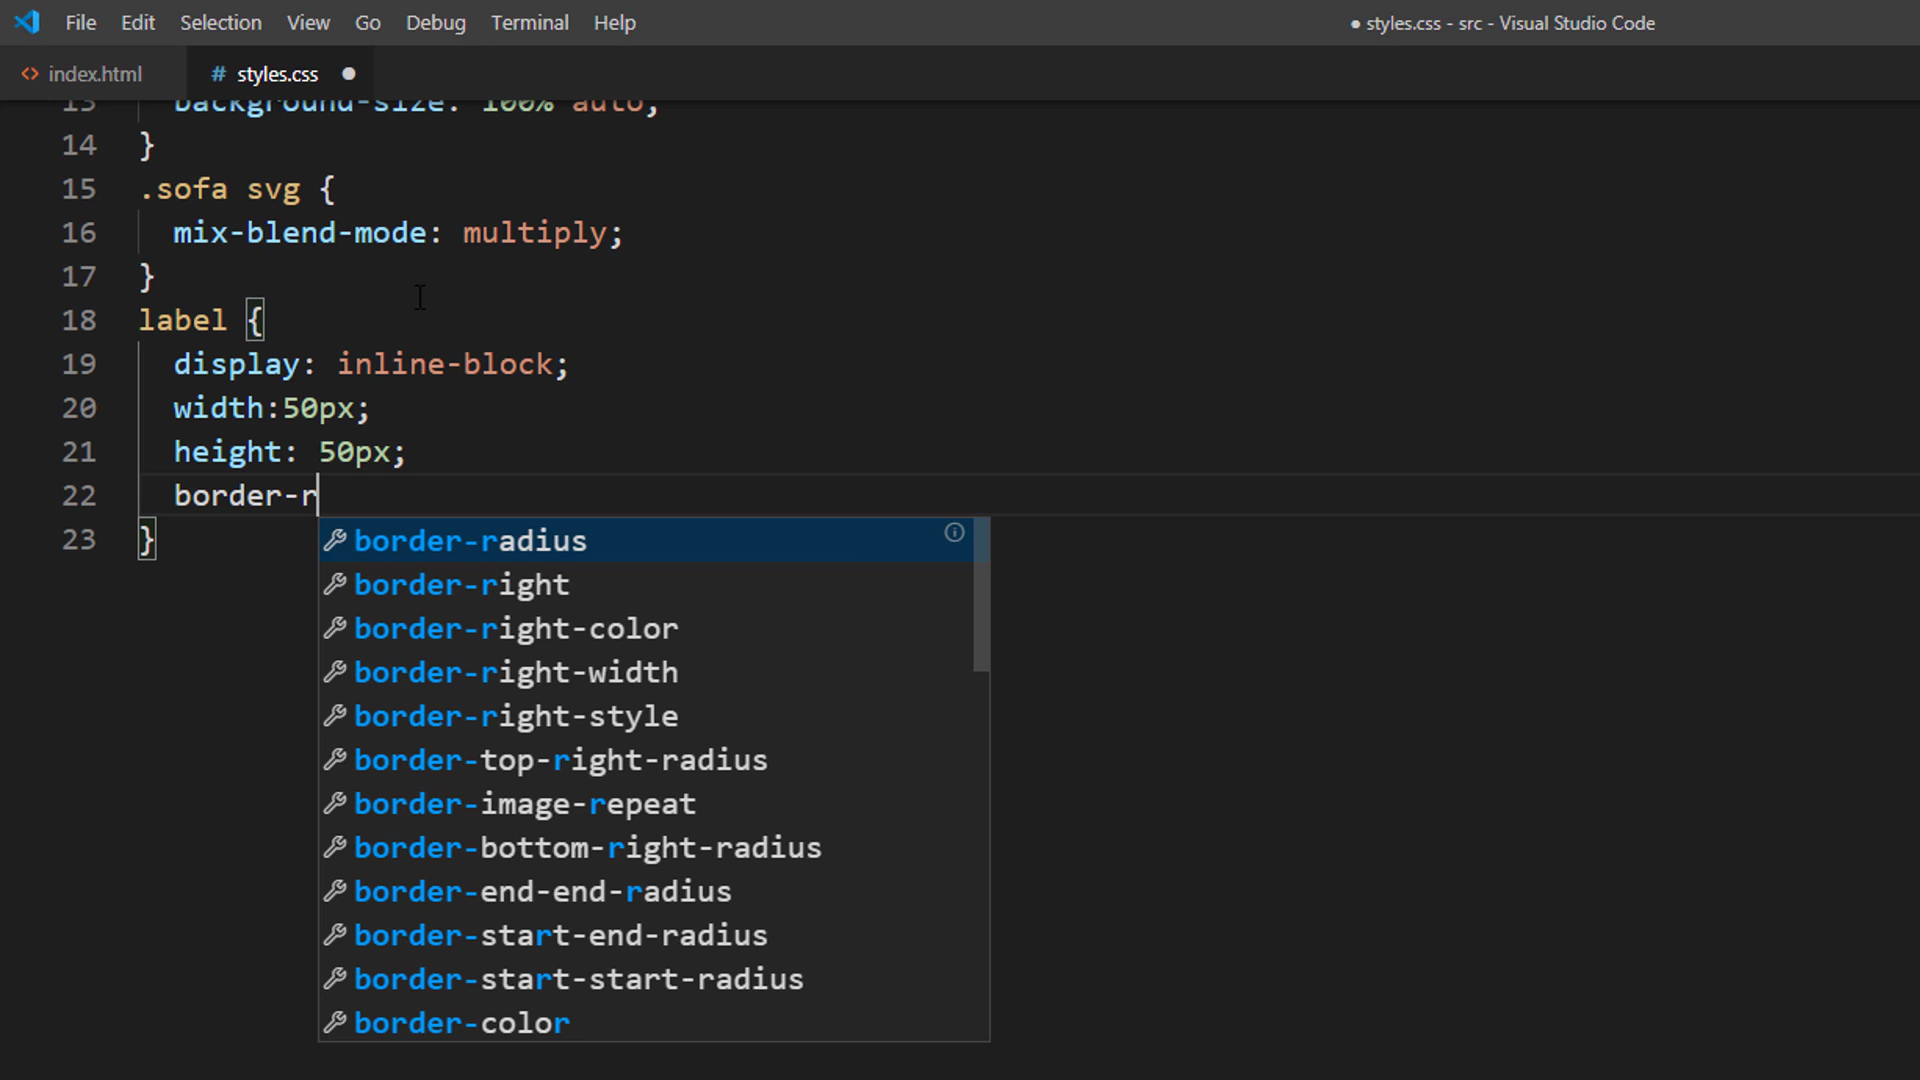 File Edit Selection View Go Debug Terminal Help ● styles.css - src - Visual Studio Code
<> index.html # styles.css ●
13 background-size: 100% auto;
14 }
15 .sofa svg {
16 mix-blend-mode: multiply;
17 }
18 label {
19 display: inline-block;
20 width:50px;
21 height: 50px;
22 border-r
23 }
border-radius
border-right
border-right-color
border-right-width
border-right-style
border-top-right-radius
border-image-repeat
border-bottom-right-radius
border-end-end-radius
border-start-end-radius
border-start-start-radius
border-color